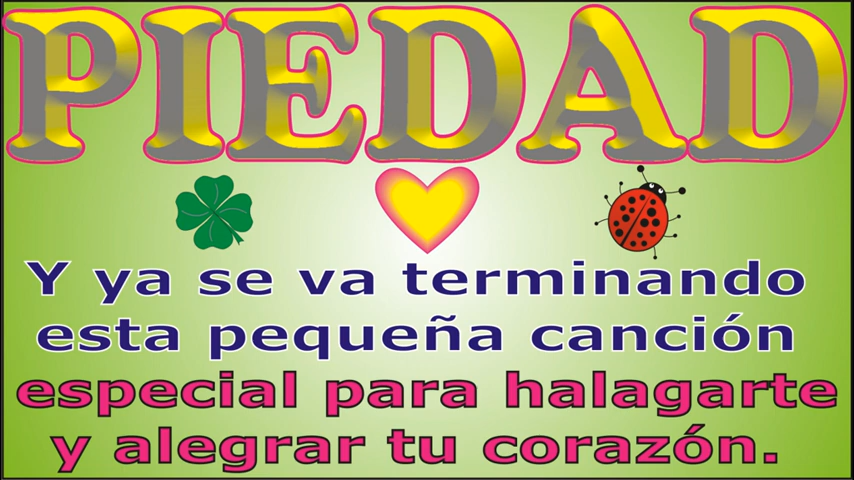 PIEDAD
Y ya se va terminando
esta pequeña canción
especial para halagarte
y alegrar tu corazón.